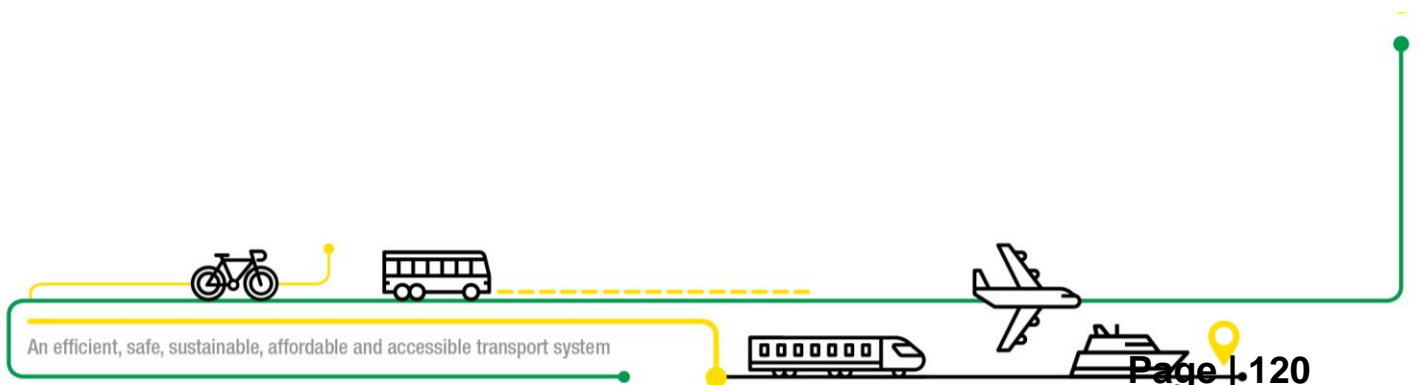 An efficient, safe, sustainable, affordable and accessible transport system
Page | 120